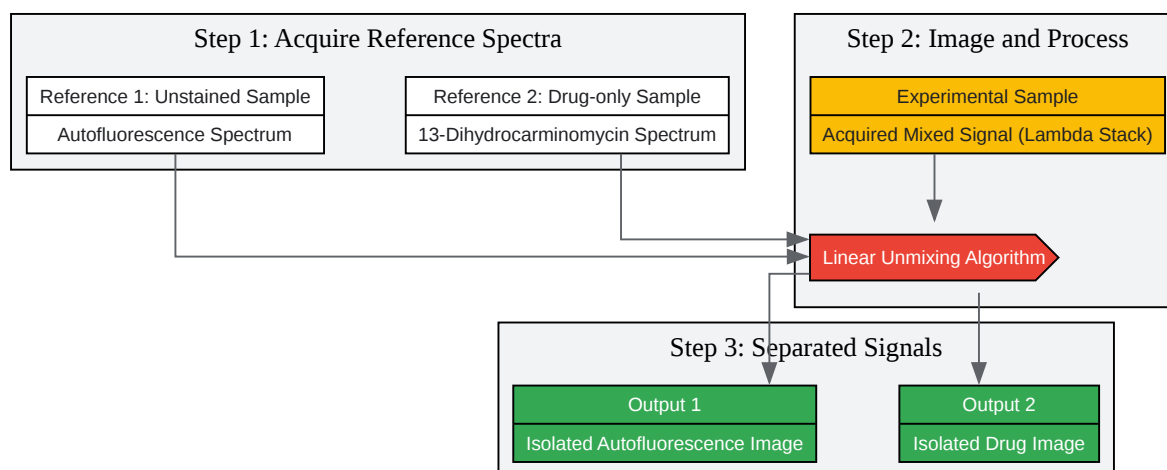 Step 1: Acquire Reference Spectra
Reference 1: Unstained Sample
Autofluorescence Spectrum
Reference 2: Drug-only Sample
13-Dihydrocarminomycin Spectrum
Step 2: Image and Process
Experimental Sample
Acquired Mixed Signal (Lambda Stack)
Linear Unmixing Algorithm
Step 3: Separated Signals
Output 1
Isolated Autofluorescence Image
Output 2
Isolated Drug Image